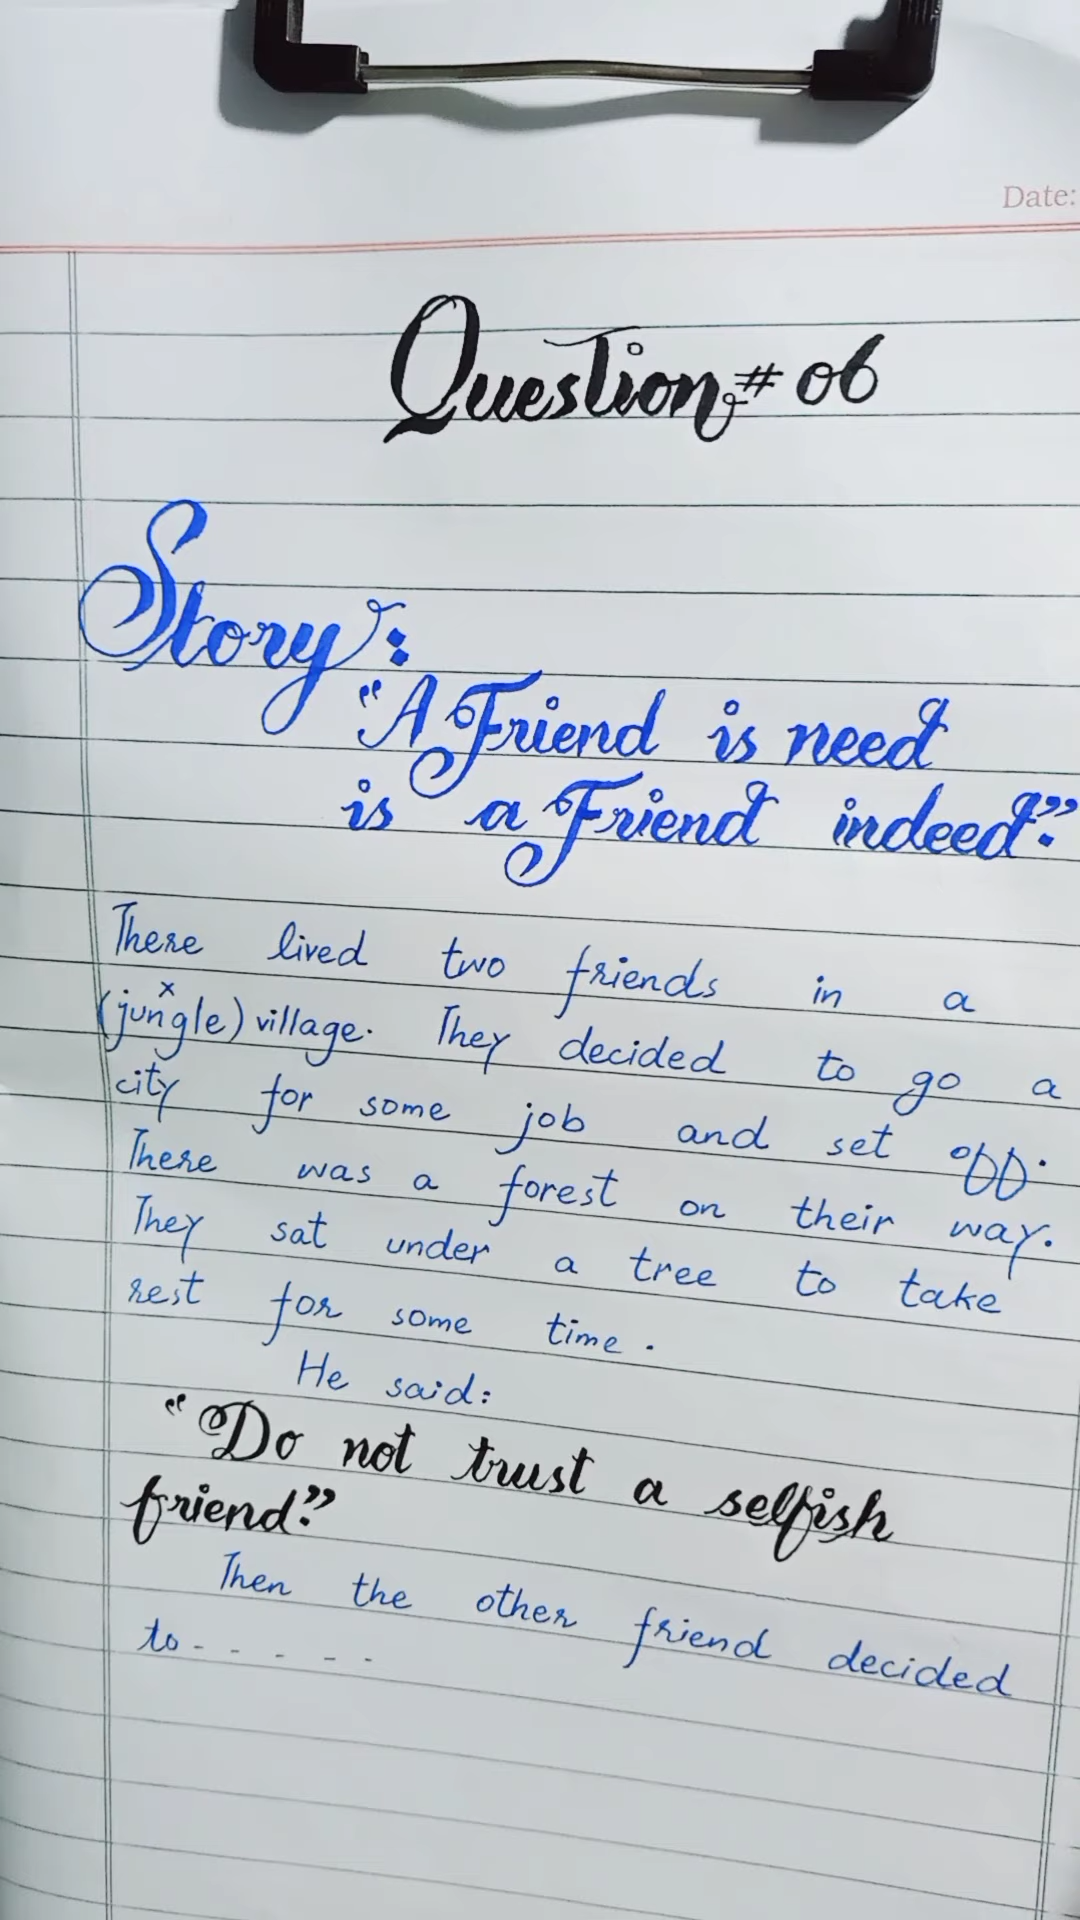 Date:
Question # 06
Story:
"A Friend is need
is a Friend indeed".
There lived two friends in a
(jungle) village. They decided to go a
city for some job and set off.
There was a forest on their way.
They sat under a tree to take
rest for some time.
He said:
"Do not trust a selfish
friend."
Then the other friend decided
to - - - - -